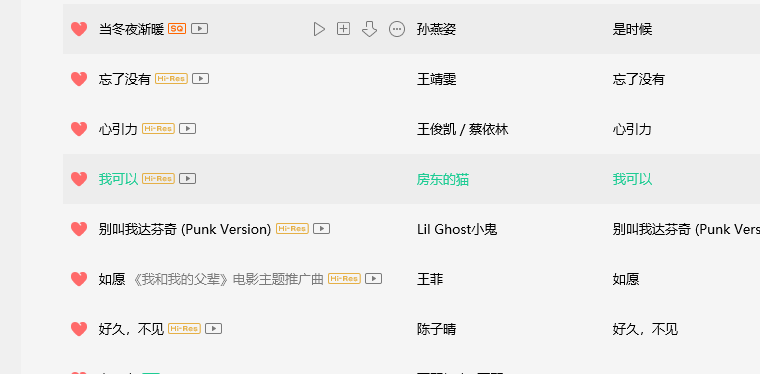 当冬夜渐暖 SQ 孙燕姿 是时候
忘了没有 Hi-Res 王靖雯 忘了没有
心引力 Hi-Res 王俊凯 / 蔡依林 心引力
我可以 Hi-Res 房东的猫 我可以
别叫我达芬奇 (Punk Version) Hi-Res Lil Ghost小鬼 别叫我达芬奇 (Punk Vers
如愿 《我和我的父辈》电影主题推广曲 Hi-Res 王菲 如愿
好久，不见 Hi-Res 陈子晴 好久，不见